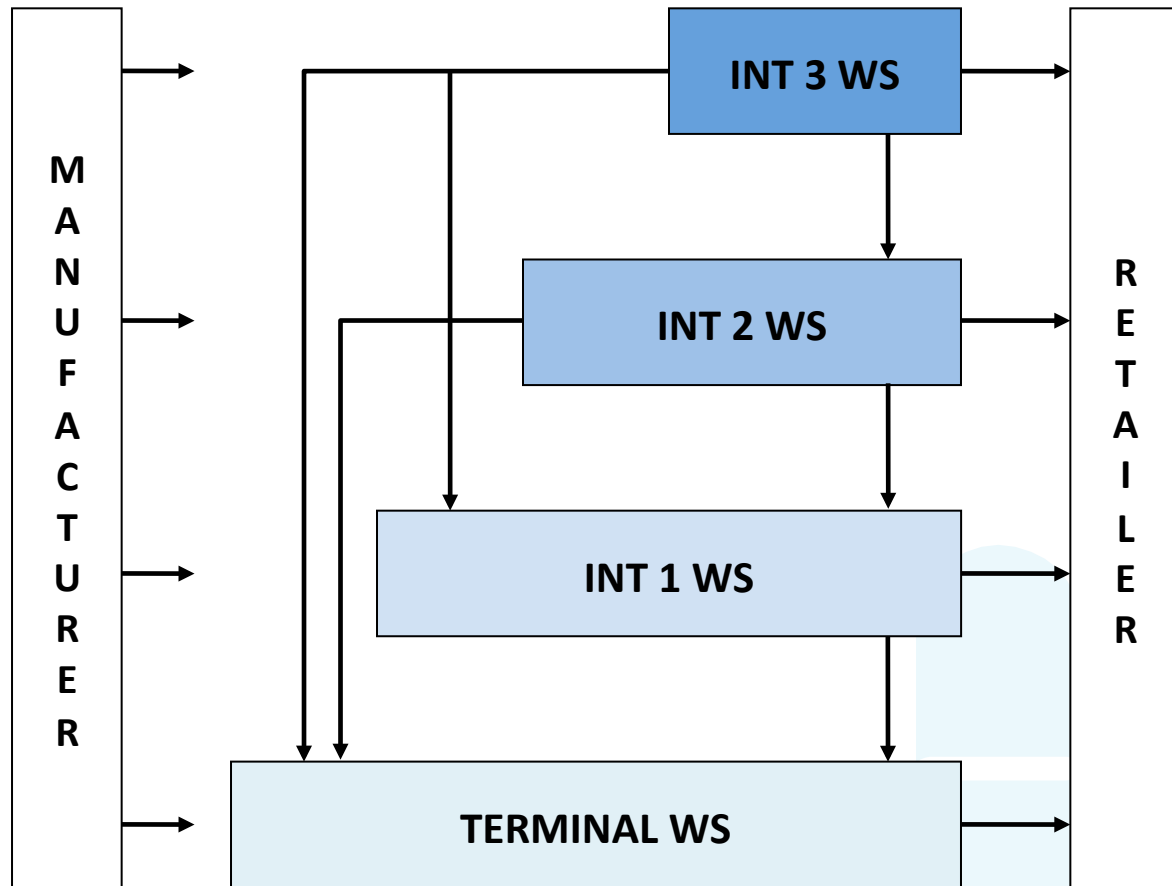 MANUFACTURER
INT 3 WS
INT 2 WS
INT 1 WS
TERMINAL WS
RETAILER